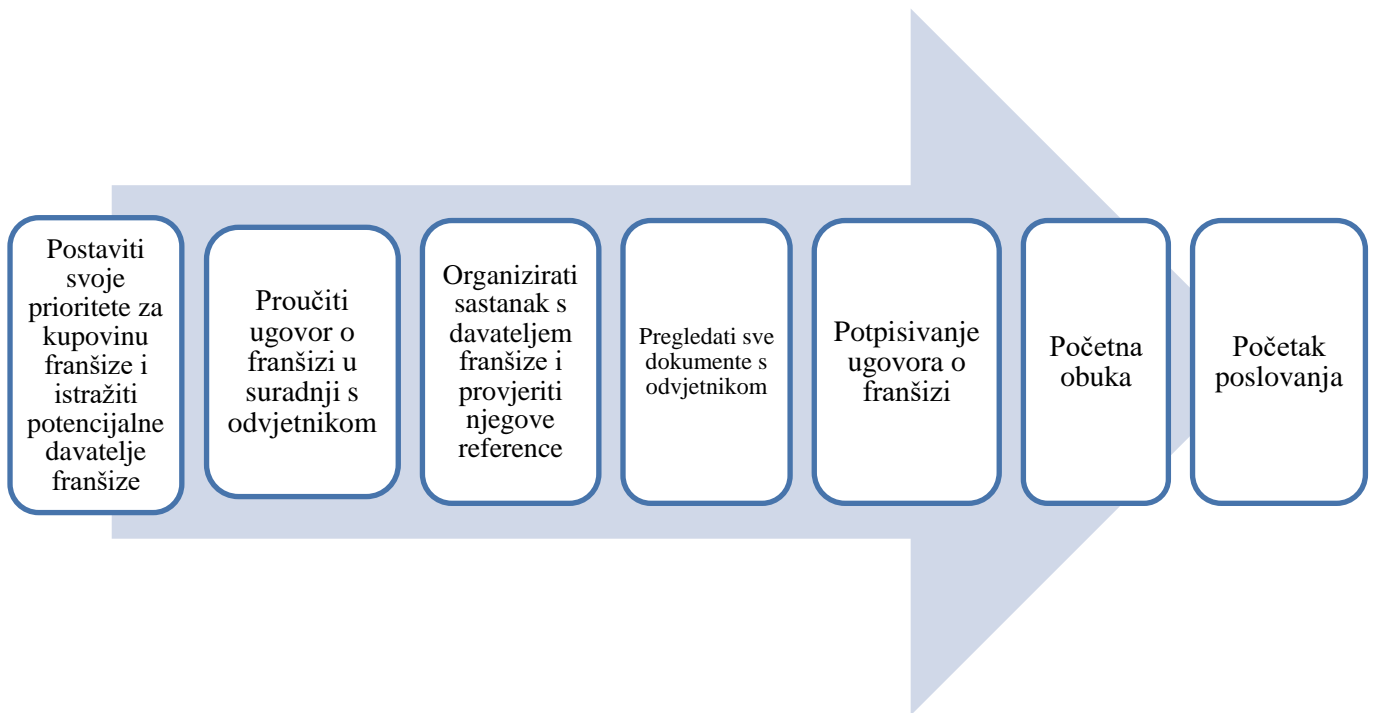 Postaviti
svoje
prioritete za
kupovinu
franšize i
istražiti
potencijalne
davatelje
franšize
Proučiti
ugovor o
franšizi u
suradnji s
odvjetnikom
Organizirati
sastanak s
davateljem
franšize i
provjeriti
njegove
reference
Pregledati sve
dokumente s
odvjetnikom
Potpisivanje
ugovora o
franšizi
Početna
obuka
Početak
poslovanja